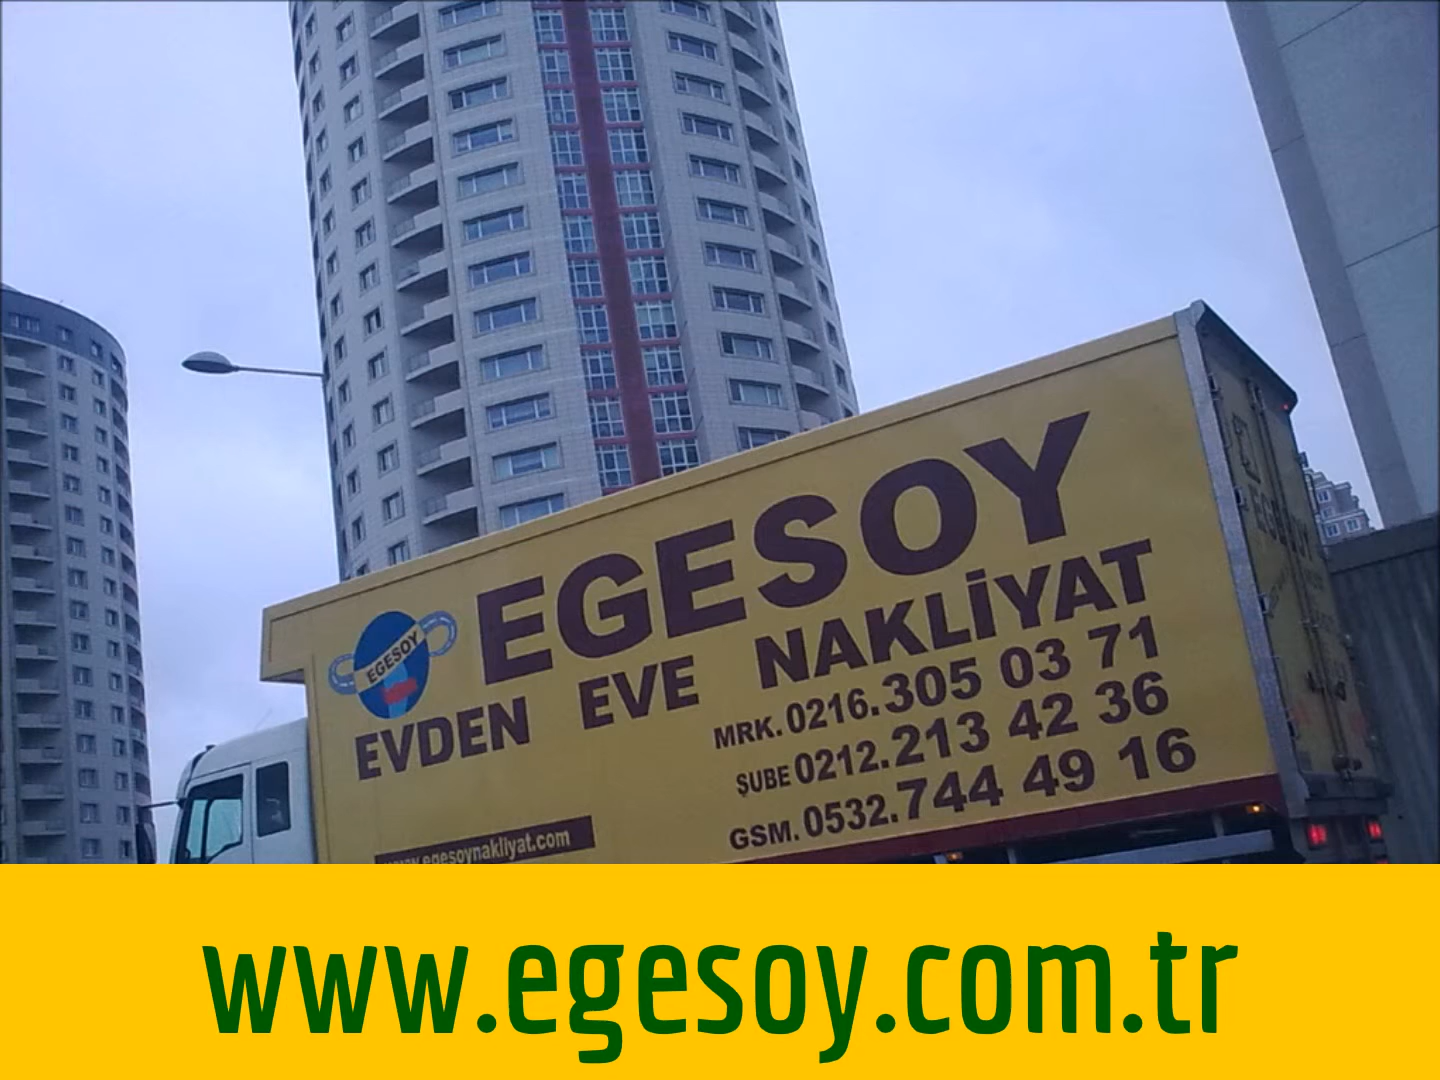 EGESOY
EGESOY
EVDEN EVE NAKLİYAT
MRK. 0216.305 03 71
ŞUBE 0212.213 42 36
GSM. 0532.744 49 16
www.egesoynakliyat.com
www.egesoy.com.tr